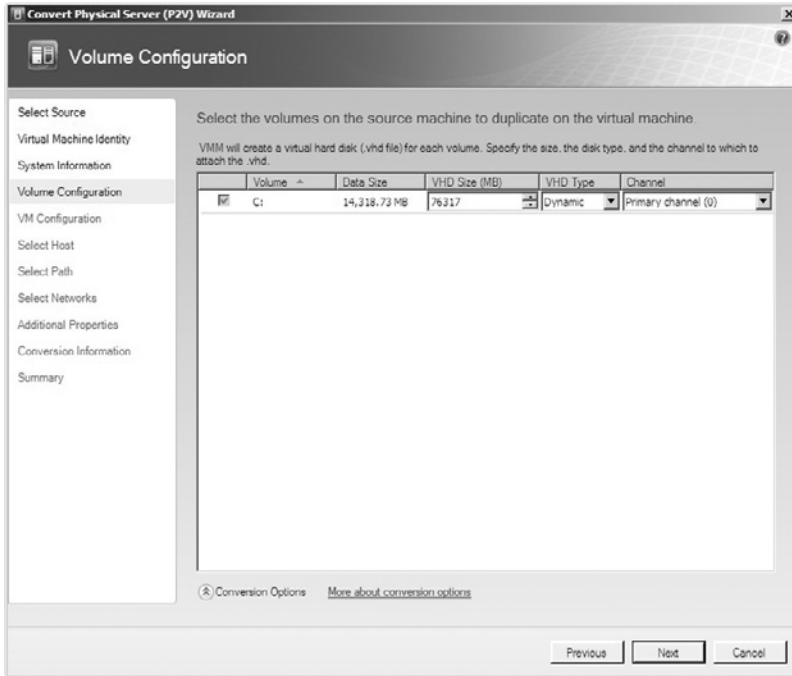 Convert Physical Server (P2V) Wizard
Volume Configuration
Select Source
Virtual Machine Identity
System Information
Volume Configuration
VM Configuration
Select Host
Select Path
Select Networks
Additional Properties
Conversion Information
Summary
Select the volumes on the source machine to duplicate on the virtual machine.
VMM will create a virtual hard disk (.vhd file) for each volume. Specify the size, the disk type, and the channel to which to
attach the .vhd.
Volume Data Size VHD Size (MB) VHD Type Channel
C: 14,318.73 MB 76317 Dynamic Primary channel (0)
Conversion Options More about conversion options
Previous Next Cancel